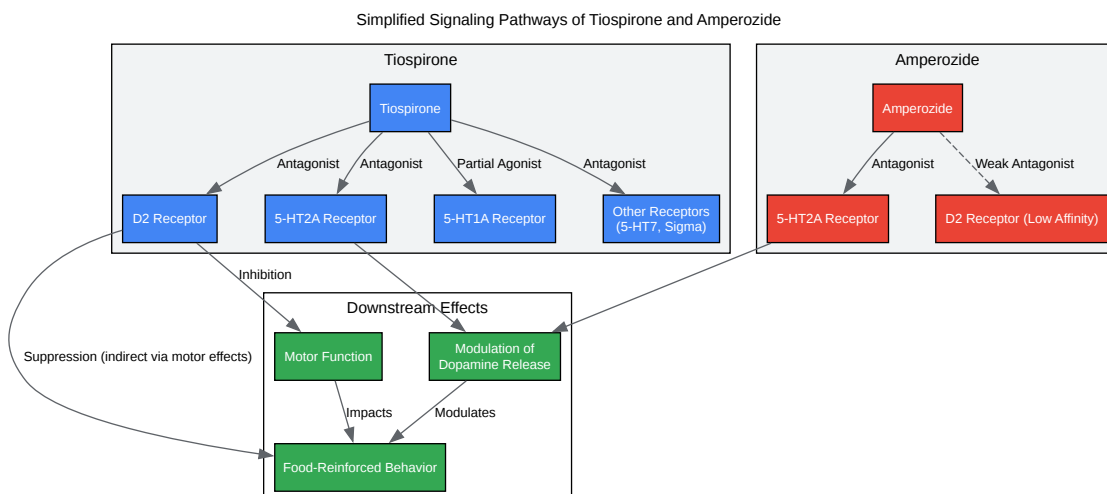 Simplified Signaling Pathways of Tiospirone and Amperozide
Tiospirone
Amperozide
Tiospirone
Amperozide
Antagonist
Antagonist
Partial Agonist
Antagonist
Antagonist
Weak Antagonist
D2 Receptor
5-HT2A Receptor
5-HT1A Receptor
Other Receptors
(5-HT7, Sigma)
5-HT2A Receptor
D2 Receptor (Low Affinity)
Inhibition
Downstream Effects
Suppression (indirect via motor effects)
Motor Function
Modulation of
Dopamine Release
Impacts
Modulates
Food-Reinforced Behavior